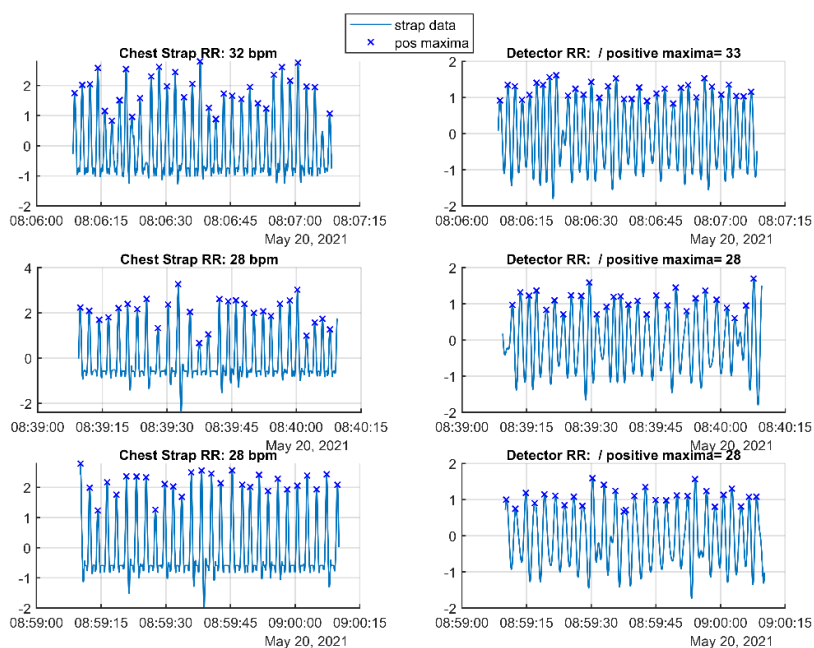 strap data
pos maxima
Chest Strap RR: 32 bpm
2
1
0
-1
-2
08:06:00 08:06:15 08:06:30 08:06:45 08:07:00 08:07:15
May 20, 2021
Detector RR:  / positive maxima= 33
2
1
0
-1
-2
08:06:00 08:06:15 08:06:30 08:06:45 08:07:00 08:07:15
May 20, 2021
Chest Strap RR: 28 bpm
4
2
0
-2
08:39:00 08:39:15 08:39:30 08:39:45 08:40:00 08:40:15
May 20, 2021
Detector RR:  / positive maxima= 28
2
1
0
-1
-2
08:39:00 08:39:15 08:39:30 08:39:45 08:40:00 08:40:15
May 20, 2021
Chest Strap RR: 28 bpm
2
1
0
-1
-2
08:59:00 08:59:15 08:59:30 08:59:45 09:00:00 09:00:15
May 20, 2021
Detector RR:  / positive maxima= 28
2
1
0
-1
-2
08:59:00 08:59:15 08:59:30 08:59:45 09:00:00 09:00:15
May 20, 2021